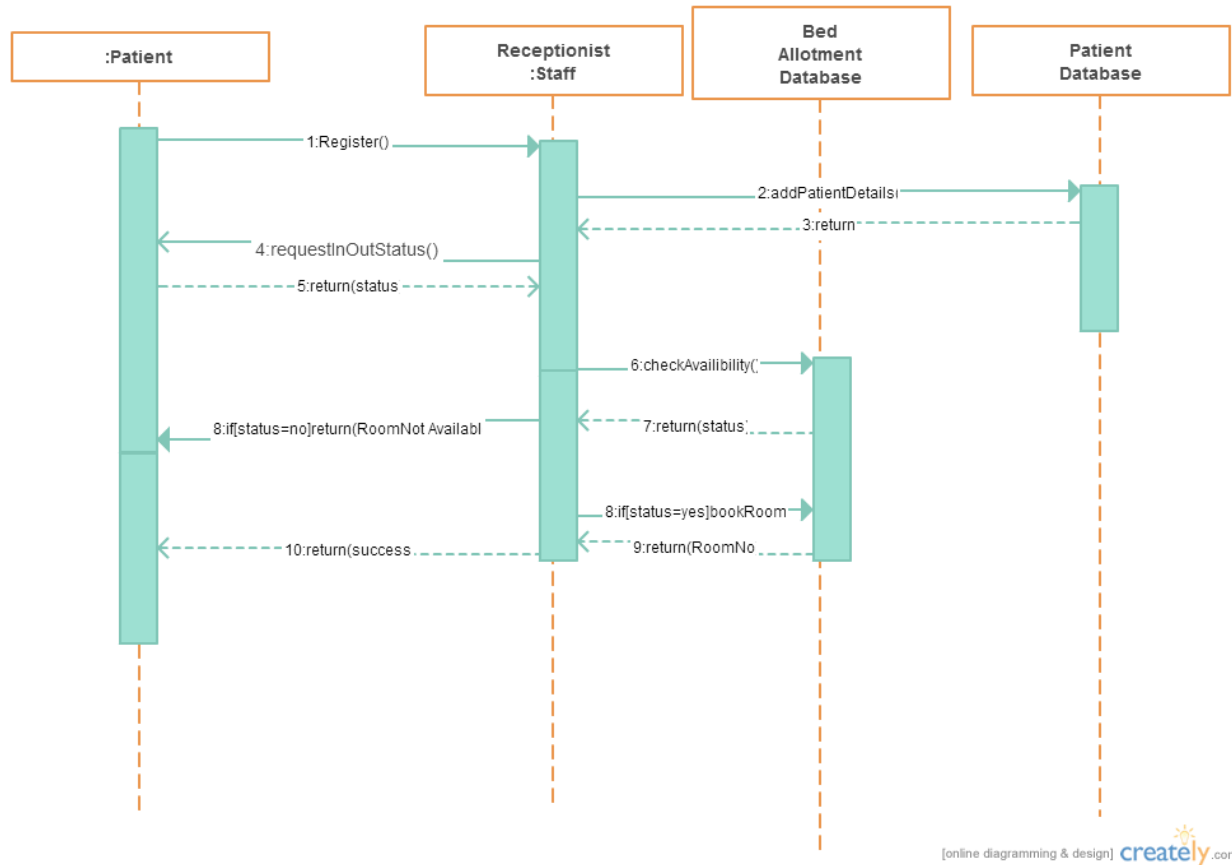 :Patient
Receptionist
:Staff
Bed
Allotment
Database
Patient
Database
1:Register()
2:addPatientDetails(
3:return
4:requestInOutStatus()
5:return(status
6:checkAvailibility()
7:return(status)
8:if[status=no]return(RoomNot Availabl
8:if[status=yes]bookRoom
9:return(RoomNo
10:return(success
[online diagramming & design] creately.com